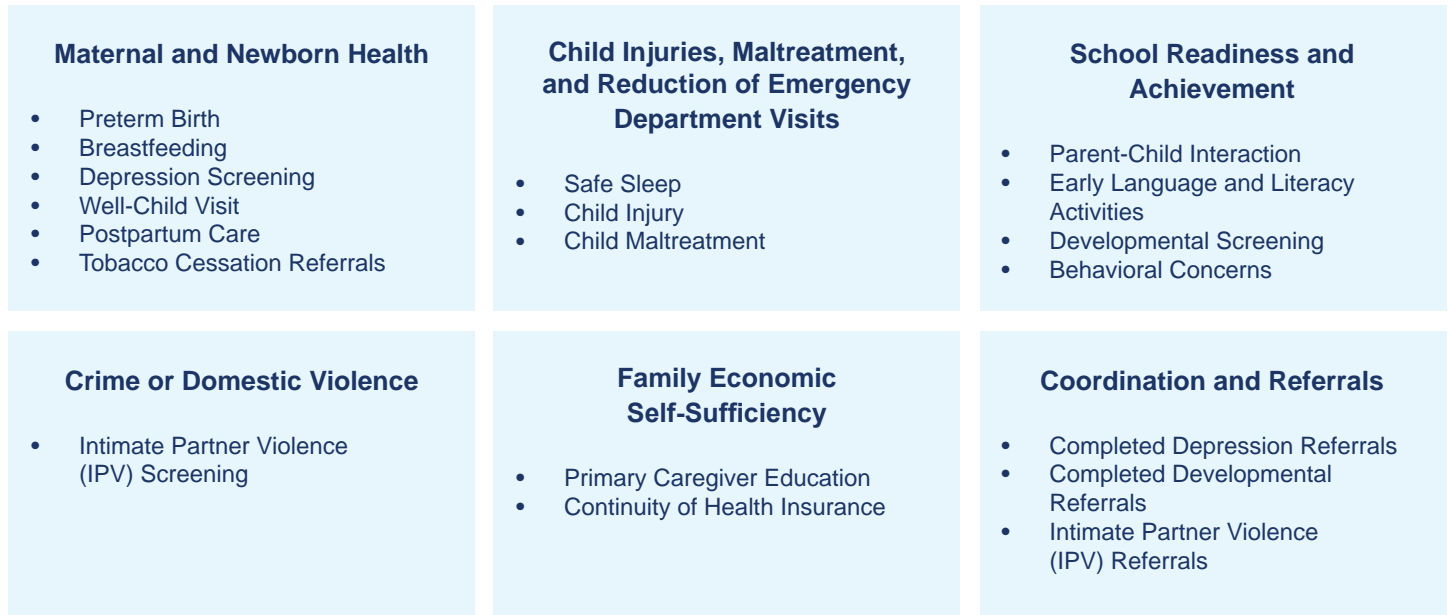 Maternal and Newborn Health
• Preterm Birth
• Breastfeeding
• Depression Screening
• Well-Child Visit
• Postpartum Care
• Tobacco Cessation Referrals
Child Injuries, Maltreatment,
and Reduction of Emergency
Department Visits
• Safe Sleep
• Child Injury
• Child Maltreatment
School Readiness and
Achievement
• Parent-Child Interaction
• Early Language and Literacy
Activities
• Developmental Screening
• Behavioral Concerns
Crime or Domestic Violence
• Intimate Partner Violence
(IPV) Screening
Family Economic
Self-Sufficiency
• Primary Caregiver Education
• Continuity of Health Insurance
Coordination and Referrals
• Completed Depression Referrals
• Completed Developmental
Referrals
• Intimate Partner Violence
(IPV) Referrals